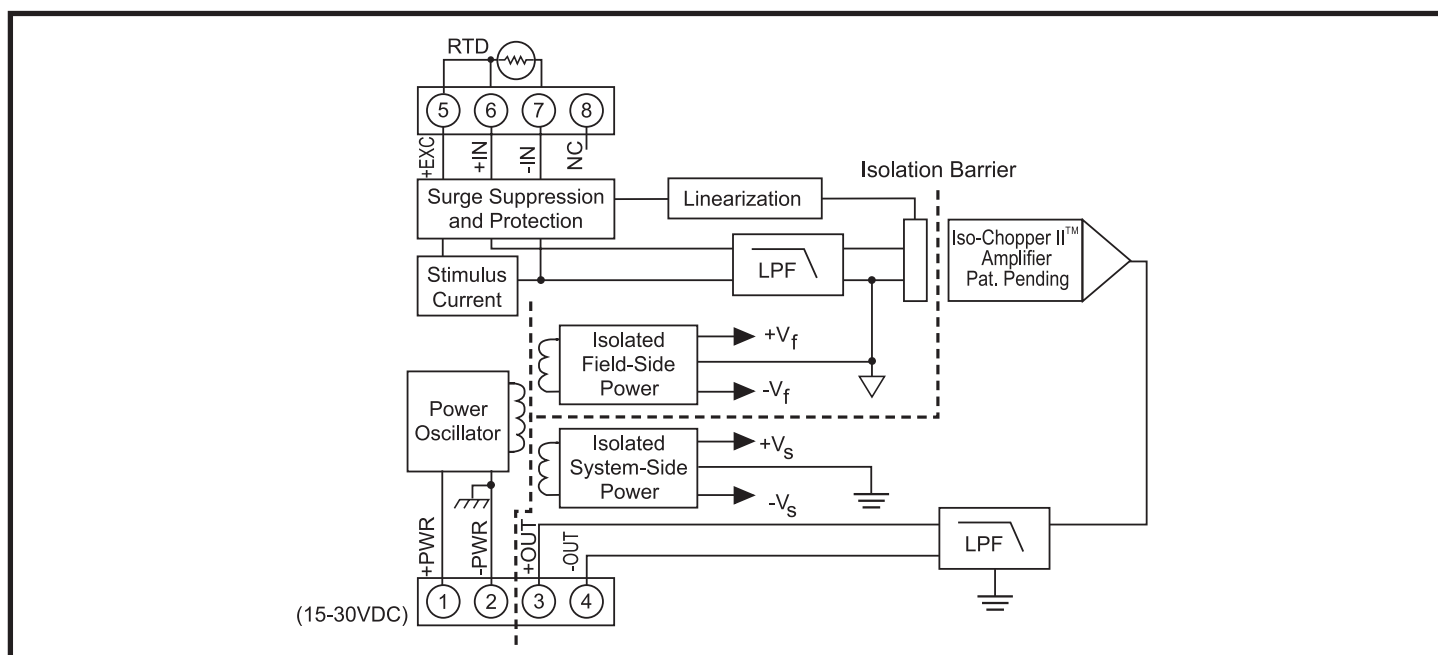 RTD
5 6 7 8
+EXC
+IN
-IN
NC
Isolation Barrier
Surge Suppression
and Protection
Linearization
Iso-Chopper II™
Amplifier
Pat. Pending
LPF
Stimulus
Current
Isolated
Field-Side
Power
+Vf
-Vf
Power
Oscillator
Isolated
System-Side
Power
+Vs
-Vs
+PWR
-PWR
+OUT
-OUT
LPF
(15-30VDC)
1 2 3 4